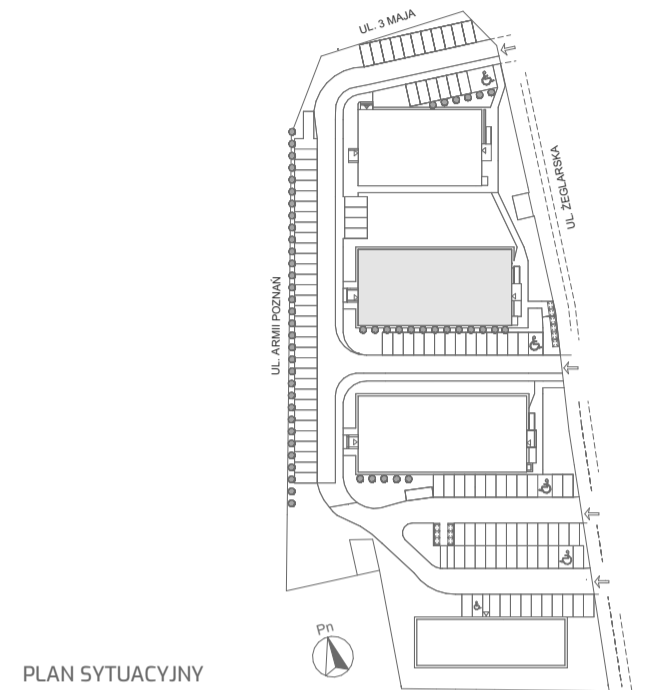 UL. 3 MAJA
UL. ŻEGLARSKA
UL. ARMII POZNAŃ
Pn
PLAN SYTUACYJNY